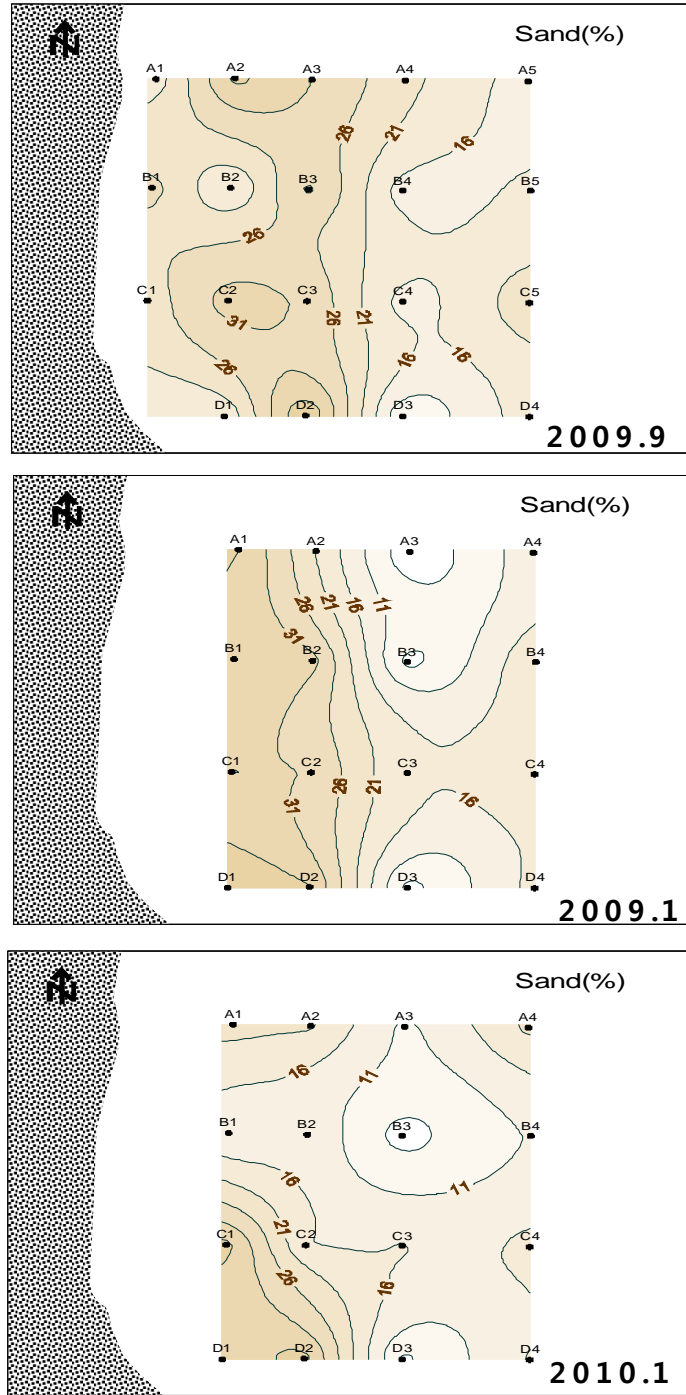 N
Sand(%)
A1 A2 A3 A4 A5
26 21 16
B1 B2 B3 B4 B5
26
C1 C2 C3 C4 C5
31 26 21
26 16 16
D1 D2 D3 D4
2009.9
N
Sand(%)
A1 A2 A3 A4
26 21 16 11
31
B1 B2 B3 B4
C1 C2 C3 C4
31 26 21 16
D1 D2 D3 D4
2009.1
N
Sand(%)
A1 A2 A3 A4
16 11
B1 B2 B3 B4
16 11
21
C1 C2 C3 C4
26 16
D1 D2 D3 D4
2010.1